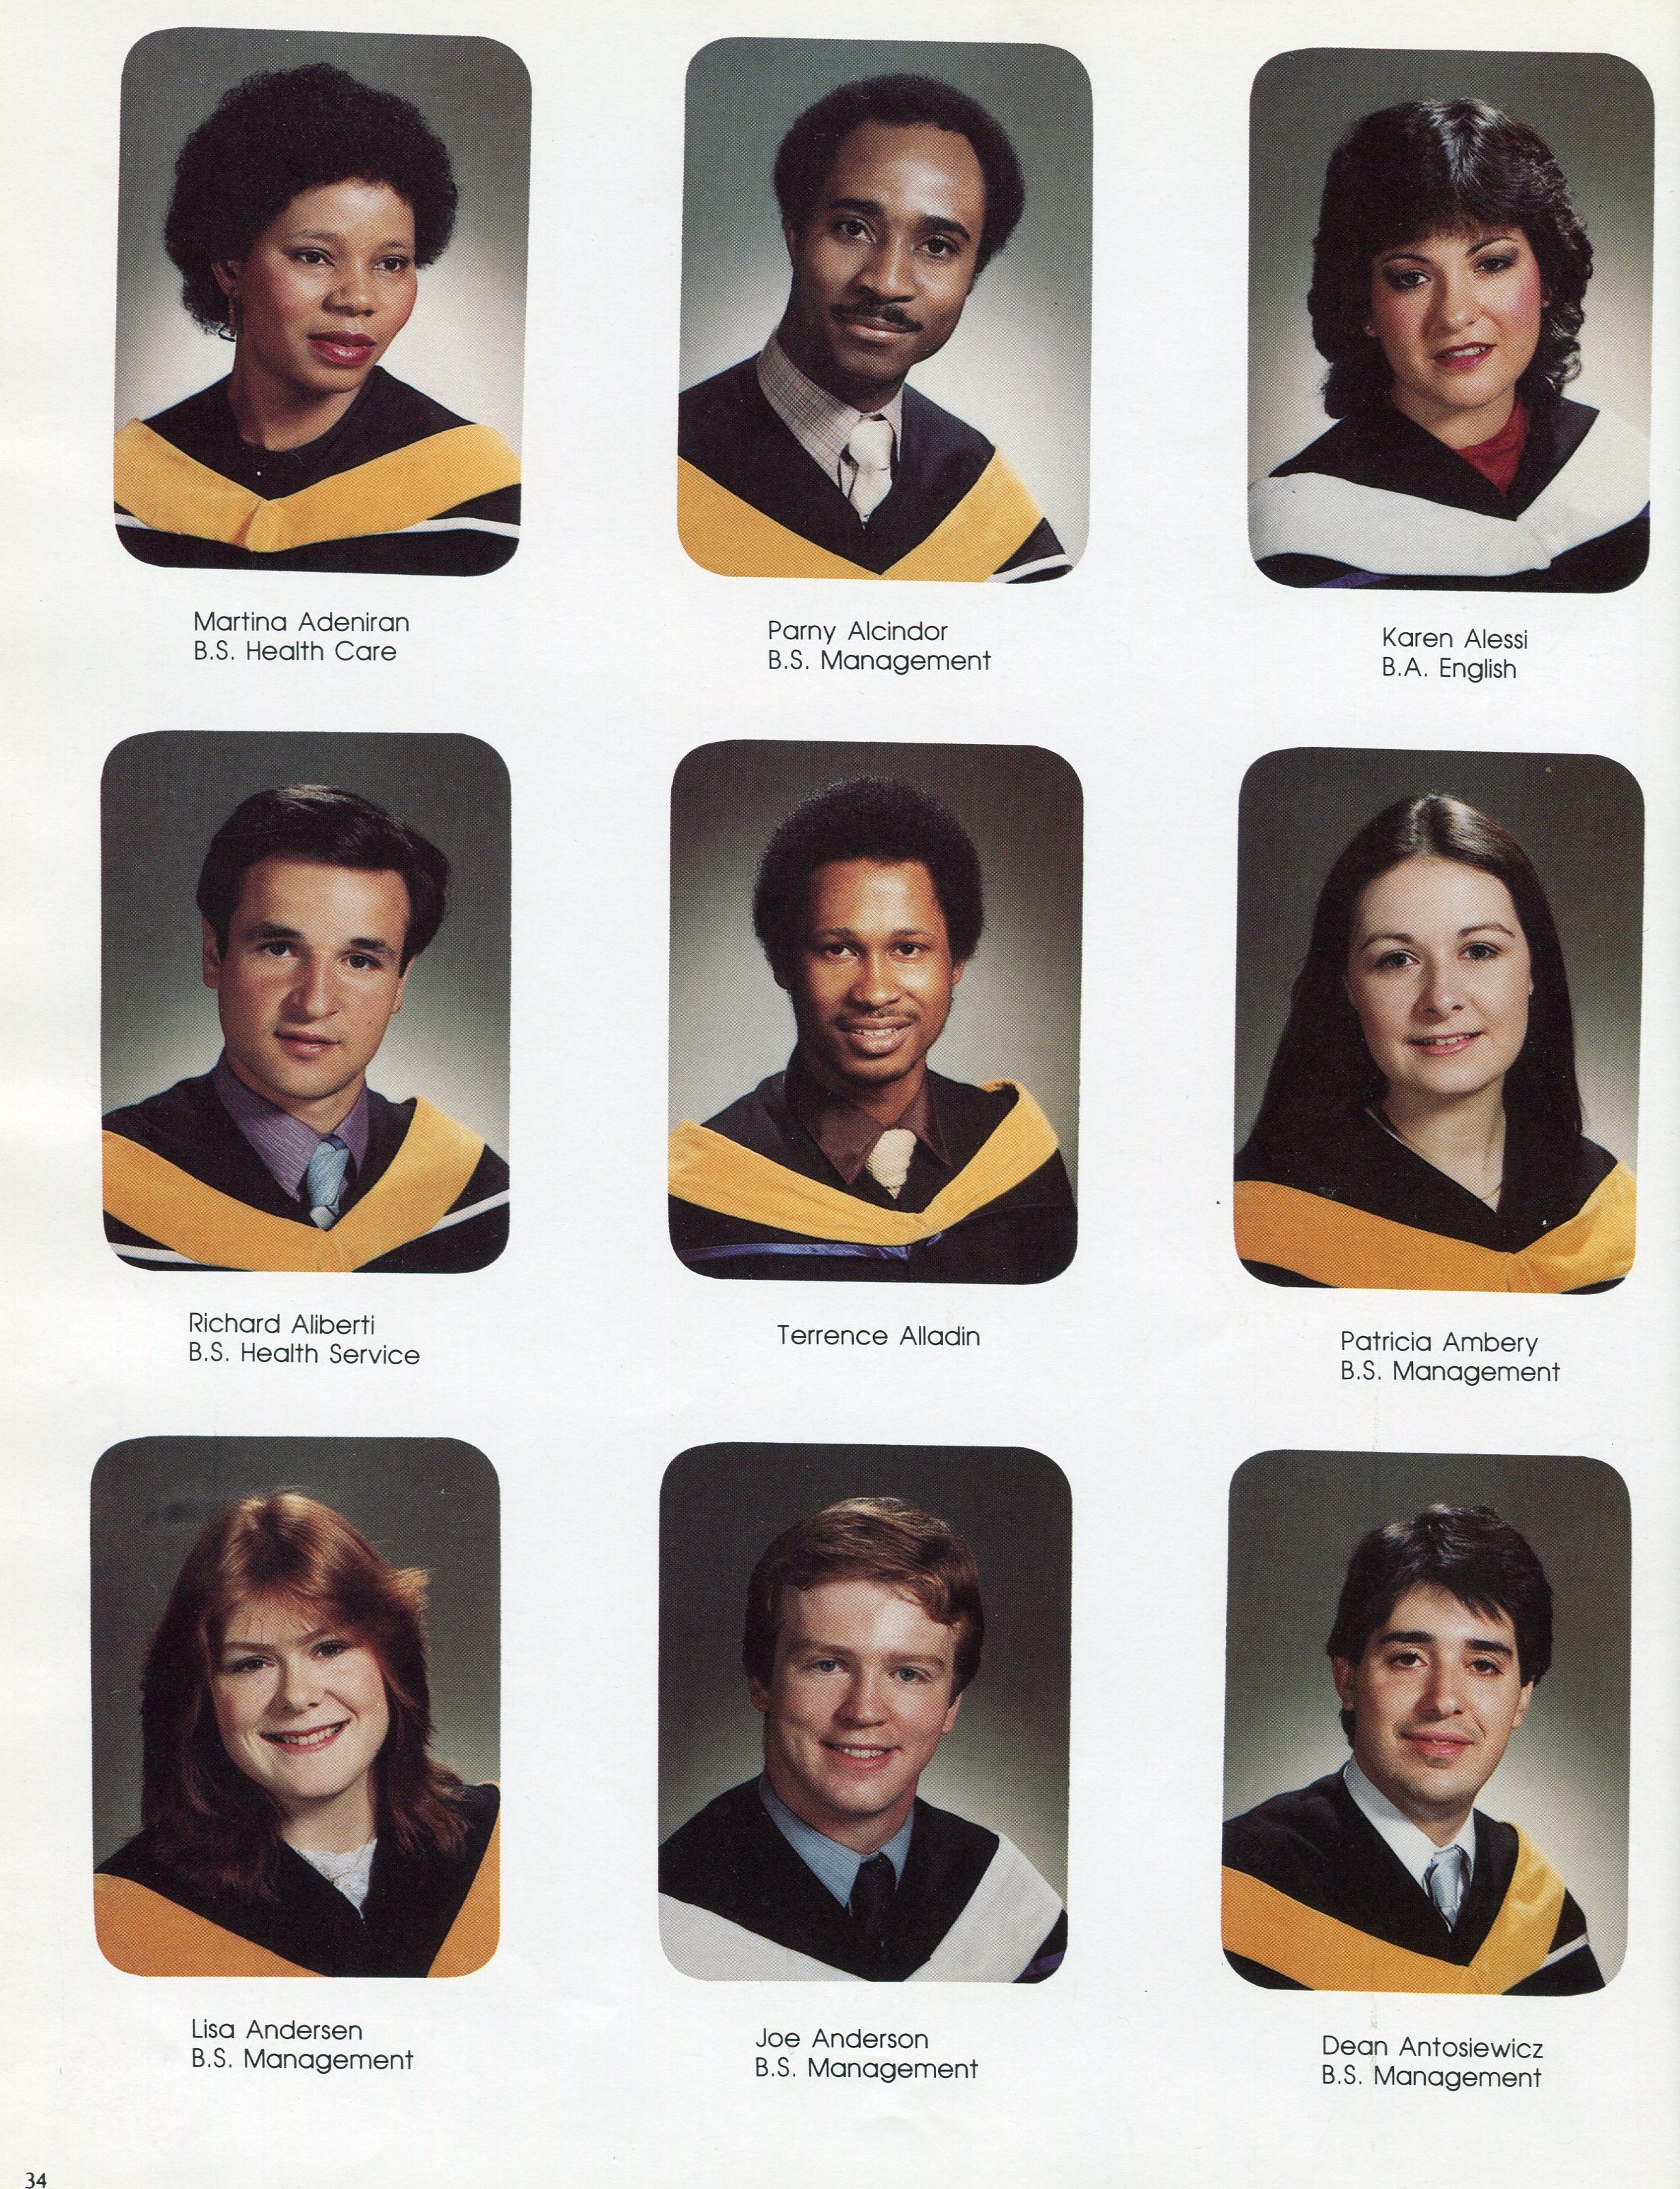 Martina Adeniran
B.S. Health Care
Parny Alcindor
B.S. Management
Karen Alessi
B.A. English
Richard Aliberti
B.S. Health Service
Terrence Alladin
Patricia Ambery
B.S. Management
Lisa Andersen
B.S. Management
Joe Anderson
B.S. Management
Dean Antosiewicz
B.S. Management
34